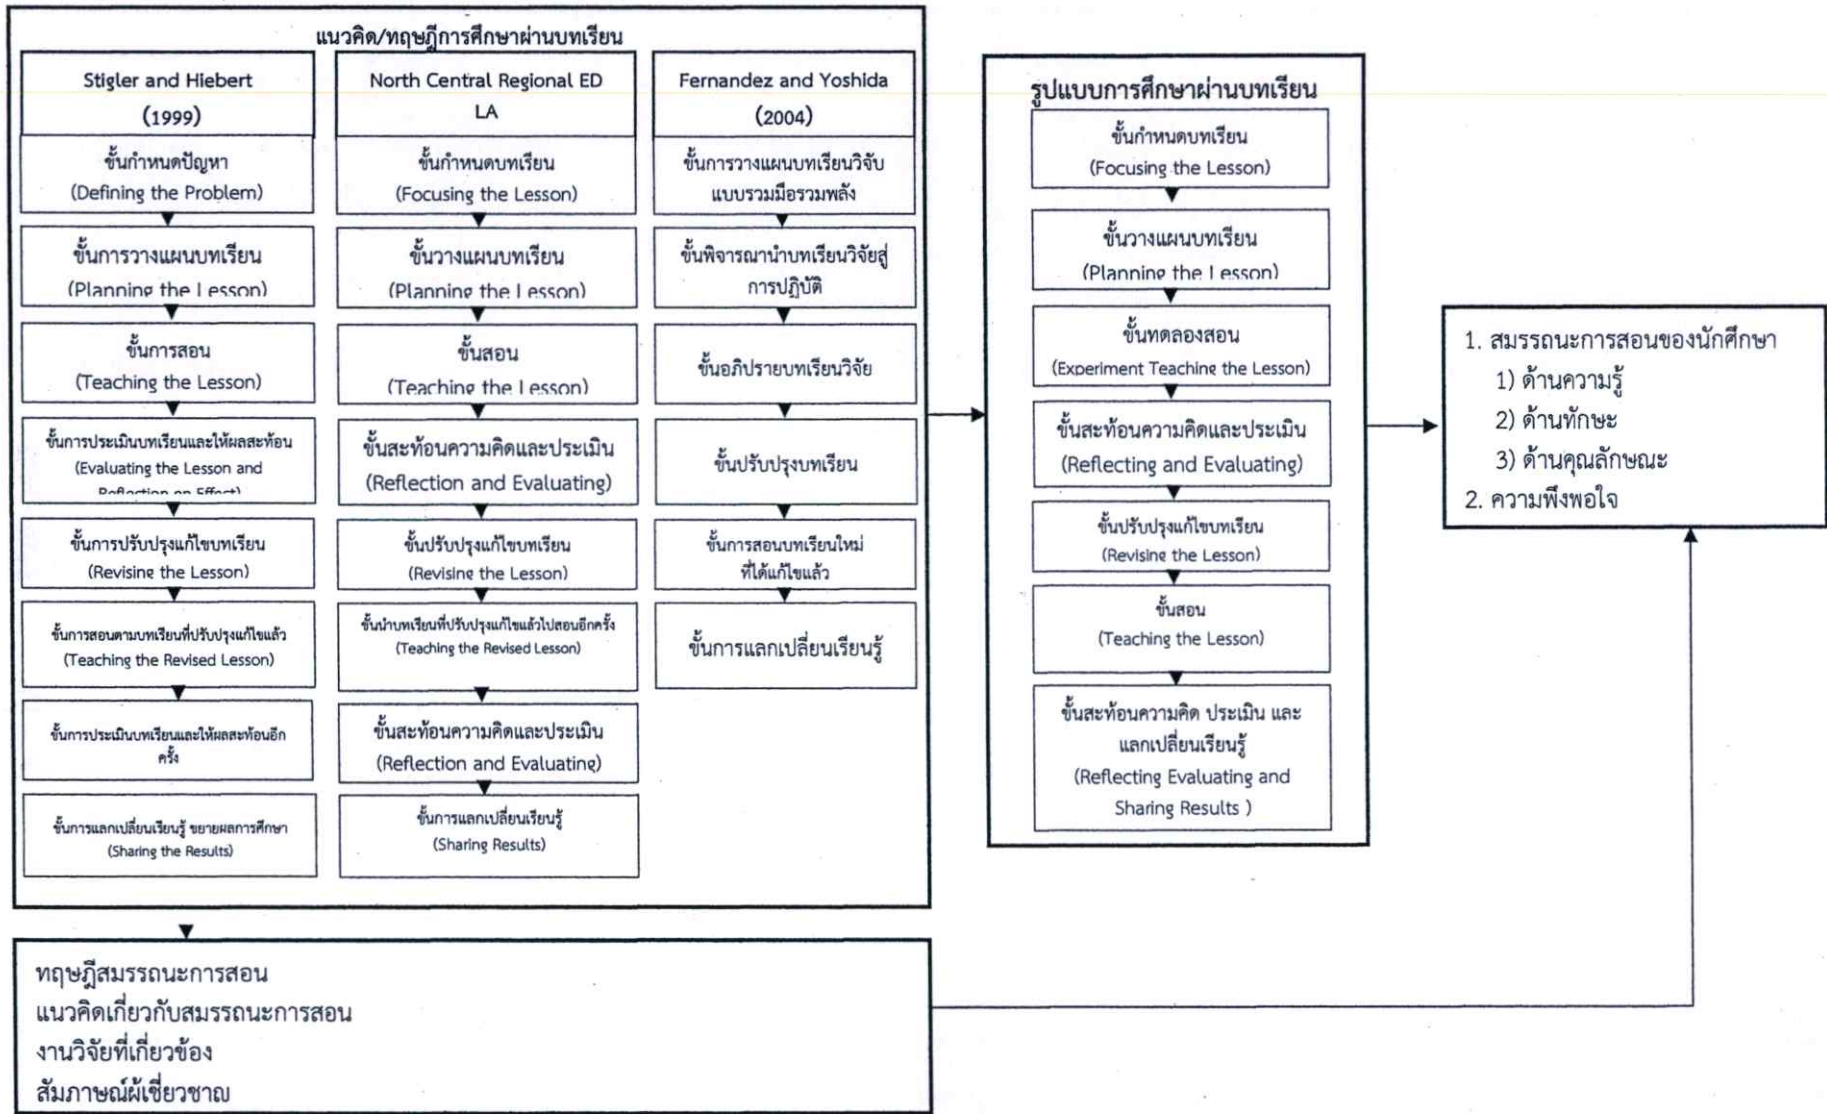 แนวคิด/ทฤษฎีการศึกษาผ่านบทเรียน
Stigler and Hiebert
(1999)
ขั้นกำหนดปัญหา
(Defining the Problem)
ขั้นการวางแผนบทเรียน
(Planning the Lesson)
ขั้นการสอน
(Teaching the Lesson)
ขั้นการประเมินบทเรียนและให้ผลสะท้อน
(Evaluating the Lesson and
Reflection on Effect)
ขั้นการปรับปรุงแก้ไขบทเรียน
(Revising the Lesson)
ขั้นการสอนตามบทเรียนที่ปรับปรุงแก้ไขแล้ว
(Teaching the Revised Lesson)
ขั้นการประเมินบทเรียนและให้ผลสะท้อนอีก
ครั้ง
ขั้นการแลกเปลี่ยนเรียนรู้ ขยายผลการศึกษา
(Sharing the Results)
North Central Regional ED
LA
ขั้นกำหนดบทเรียน
(Focusing the Lesson)
ขั้นวางแผนบทเรียน
(Planning the Lesson)
ขั้นสอน
(Teaching the Lesson)
ขั้นสะท้อนความคิดและประเมิน
(Reflection and Evaluating)
ขั้นปรับปรุงแก้ไขบทเรียน
(Revising the Lesson)
ขั้นนำบทเรียนที่ปรับปรุงแก้ไขแล้วไปสอนอีกครั้ง
(Teaching the Revised Lesson)
ขั้นสะท้อนความคิดและประเมิน
(Reflection and Evaluating)
ขั้นการแลกเปลี่ยนเรียนรู้
(Sharing Results)
Fernandez and Yoshida
(2004)
ขั้นการวางแผนบทเรียนวิจับ
แบบรวมมือรวมพลัง
ขั้นพิจารณานำบทเรียนวิจัยสู่
การปฏิบัติ
ขั้นอภิปรายบทเรียนวิจัย
ขั้นปรับปรุงบทเรียน
ขั้นการสอนบทเรียนใหม่
ที่ได้แก้ไขแล้ว
ขั้นการแลกเปลี่ยนเรียนรู้
รูปแบบการศึกษาผ่านบทเรียน
ขั้นกำหนดบทเรียน
(Focusing the Lesson)
ขั้นวางแผนบทเรียน
(Planning the Lesson)
ขั้นทดลองสอน
(Experiment Teaching the Lesson)
ขั้นสะท้อนความคิดและประเมิน
(Reflecting and Evaluating)
ขั้นปรับปรุงแก้ไขบทเรียน
(Revising the Lesson)
ขั้นสอน
(Teaching the Lesson)
ขั้นสะท้อนความคิด ประเมิน และ
แลกเปลี่ยนเรียนรู้
(Reflecting Evaluating and
Sharing Results )
1. สมรรถนะการสอนของนักศึกษา
1) ด้านความรู้
2) ด้านทักษะ
3) ด้านคุณลักษณะ
2. ความพึงพอใจ
ทฤษฎีสมรรถนะการสอน
แนวคิดเกี่ยวกับสมรรถนะการสอน
งานวิจัยที่เกี่ยวข้อง
สัมภาษณ์ผู้เชี่ยวชาญ